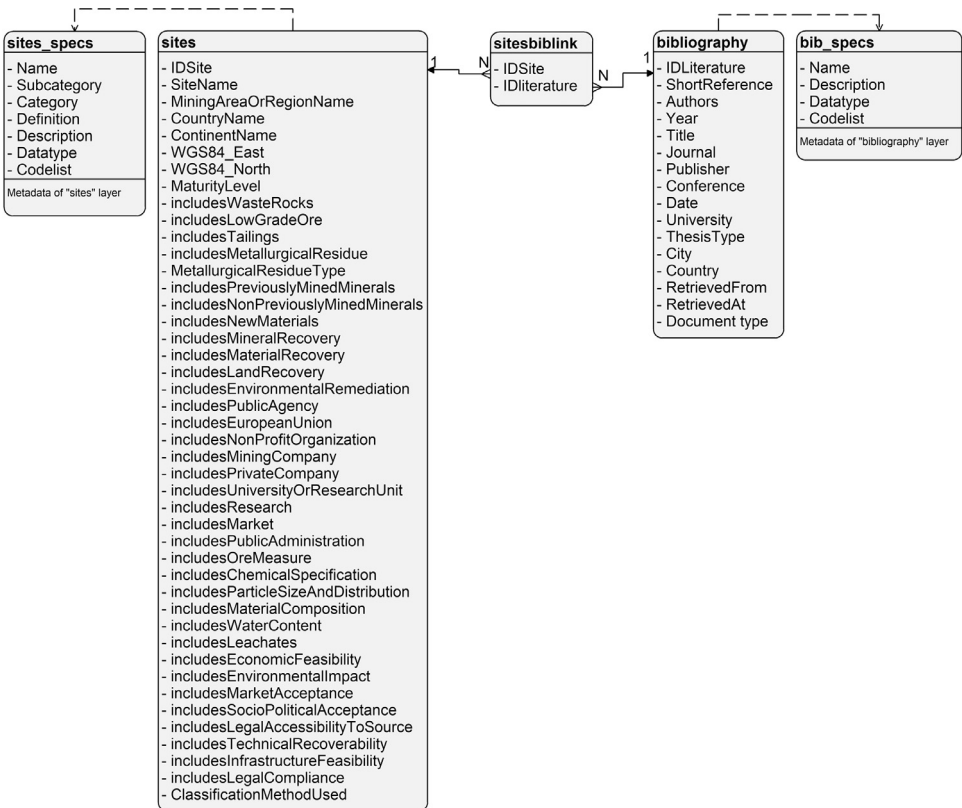 sites_specs
- Name
- Subcategory
- Category
- Definition
- Description
- Datatype
- Codelist
Metadata of "sites" layer
sites
- IDSite
- SiteName
- MiningAreaOrRegionName
- CountryName
- ContinentName
- WGS84_East
- WGS84_North
- MaturityLevel
- includesWasteRocks
- includesLowGradeOre
- includesTailings
- includesMetallurgicalResidue
- MetallurgicalResidueType
- includesPreviouslyMinedMinerals
- includesNonPreviouslyMinedMinerals
- includesNewMaterials
- includesMineralRecovery
- includesMaterialRecovery
- includesLandRecovery
- includesEnvironmentalRemediation
- includesPublicAgency
- includesEuropeanUnion
- includesNonProfitOrganization
- includesMiningCompany
- includesPrivateCompany
- includesUniversityOrResearchUnit
- includesResearch
- includesMarket
- includesPublicAdministration
- includesOreMeasure
- includesChemicalSpecification
- includesParticleSizeAndDistribution
- includesMaterialComposition
- includesWaterContent
- includesLeachates
- includesEconomicFeasibility
- includesEnvironmentalImpact
- includesMarketAcceptance
- includesSocioPoliticalAcceptance
- includesLegalAccessibilityToSource
- includesTechnicalRecoverability
- includesInfrastructureFeasibility
- includesLegalCompliance
- ClassificationMethodUsed
1
N
sitesbiblink
- IDSite
- IDliterature
N
1
bibliography
- IDLiterature
- ShortReference
- Authors
- Year
- Title
- Journal
- Publisher
- Conference
- Date
- University
- ThesisType
- City
- Country
- RetrievedFrom
- RetrievedAt
- Document type
bib_specs
- Name
- Description
- Datatype
- Codelist
Metadata of "bibliography" layer